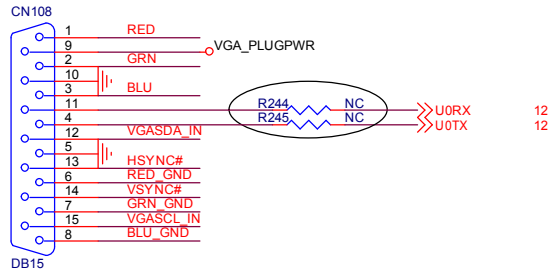 CN108
1 RED
9 VGA_PLUGPWR
2 GRN
10
3 BLU
11 R244 NC U0RX 12
4 R245 NC U0TX 12
12 VGASDA_IN
5
13 HSYNC#
6 RED_GND
14 VSYNC#
7 GRN_GND
15 VGASCL_IN
8 BLU_GND
DB15